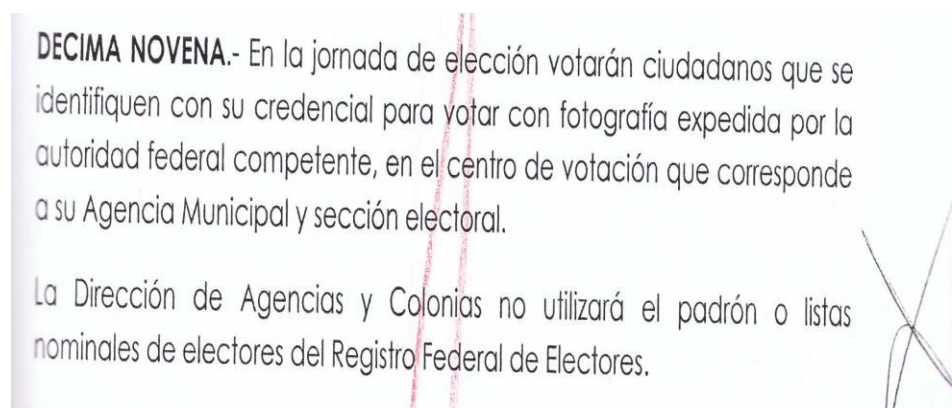 DECIMA NOVENA.- En la jornada de elección votarán ciudadanos que se
identifiquen con su credencial para votar con fotografía expedida por la
autoridad federal competente, en el centro de votación que corresponde
a su Agencia Municipal y sección electoral.
La Dirección de Agencias y Colonias no utilizará el padrón o listas
nominales de electores del Registro Federal de Electores.